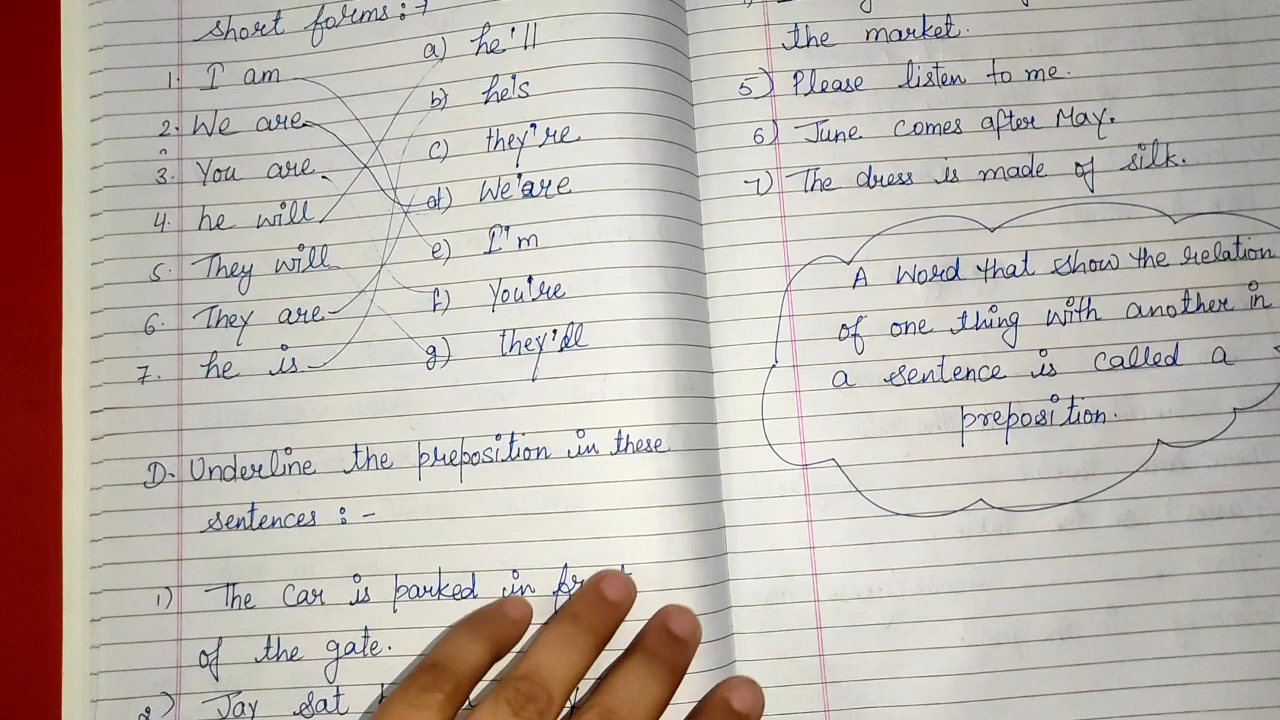 short forms :-
1. I am
2. We are
3. You are
4. he will
5. They will
6. They are
7. he is
a) he'll
b) he's
c) they're
d) We'are
e) I'm
f) You're
g) they'll
D. Underline the preposition in these
sentences : -
1) The car is parked in front
of the gate.
2) Jay sat
the market.
5) Please listen to me.
6) June comes after May.
7) The dress is made of silk.
A Word that show the relation
of one thing with another in
a sentence is called a
preposition.